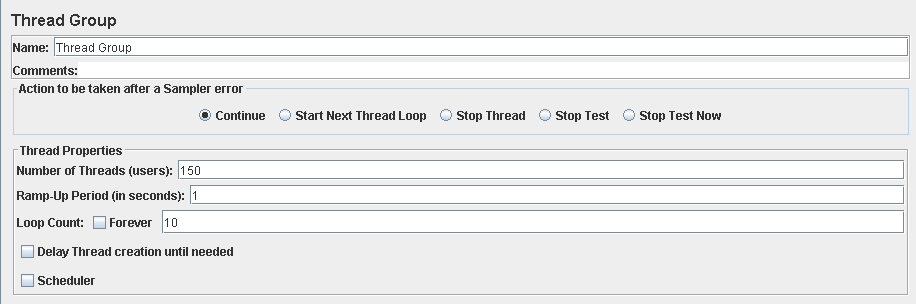 Thread Group
Name: Thread Group
Comments:
Action to be taken after a Sampler error
Continue Start Next Thread Loop Stop Thread Stop Test Stop Test Now
Thread Properties
Number of Threads (users): 150
Ramp-Up Period (in seconds): 1
Loop Count: Forever 10
Delay Thread creation until needed
Scheduler